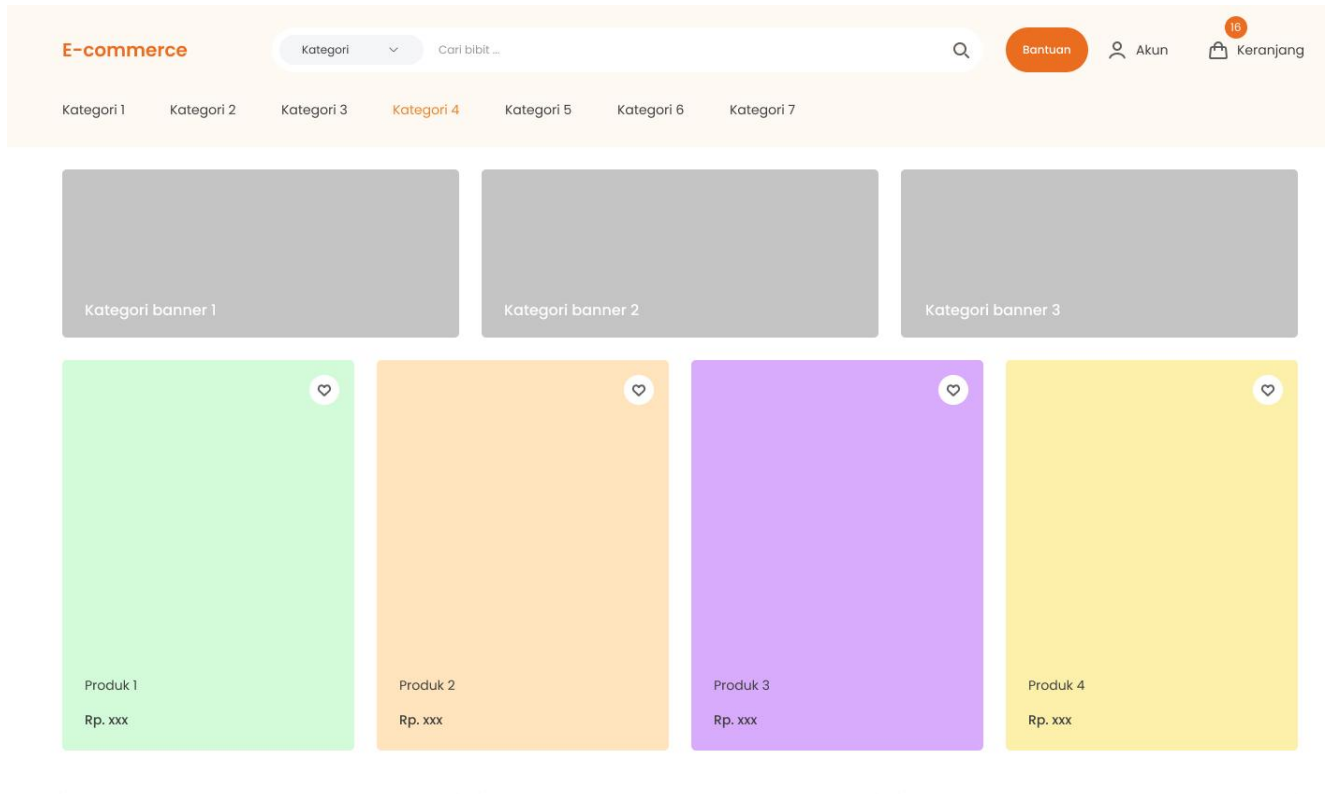 16
E-commerce Kategori Cari bibit ... Bantuan Akun Keranjang
Kategori 1 Kategori 2 Kategori 3 Kategori 4 Kategori 5 Kategori 6 Kategori 7
Kategori banner 1 Kategori banner 2 Kategori banner 3
Produk 1 Produk 2 Produk 3 Produk 4
Rp. xxx Rp. xxx Rp. xxx Rp. xxx